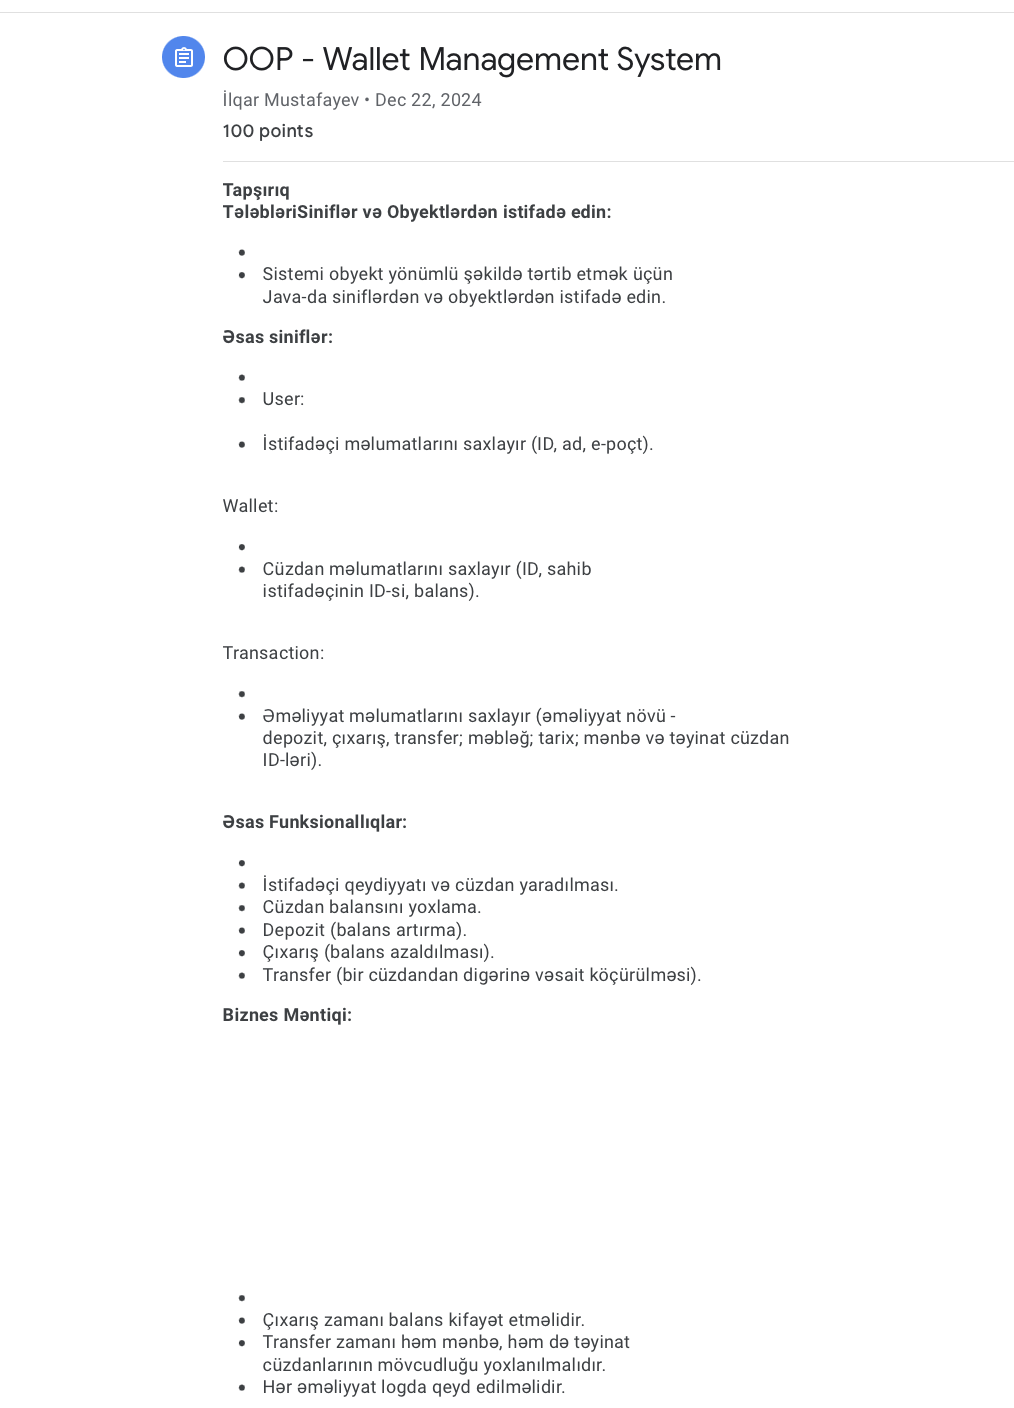 OOP - Wallet Management System
İlqar Mustafayev • Dec 22, 2024
100 points
Tapşırıq
TələbləriSiniflər və Obyektlərdən istifadə edin:
•
• Sistemi obyekt yönümlü şəkildə tərtib etmək üçün
Java-da siniflərdən və obyektlərdən istifadə edin.
Əsas siniflər:
•
• User:
• İstifadəçi məlumatlarını saxlayır (ID, ad, e-poçt).
Wallet:
•
• Cüzdan məlumatlarını saxlayır (ID, sahib
istifadəçinin ID-si, balans).
Transaction:
•
• Əməliyyat məlumatlarını saxlayır (əməliyyat növü -
depozit, çıxarış, transfer; məbləğ; tarix; mənbə və təyinat cüzdan
ID-ləri).
Əsas Funksionallıqlar:
•
• İstifadəçi qeydiyyatı və cüzdan yaradılması.
• Cüzdan balansını yoxlama.
• Depozit (balans artırma).
• Çıxarış (balans azaldılması).
• Transfer (bir cüzdandan digərinə vəsait köçürülməsi).
Biznes Məntiqi:
•
• Çıxarış zamanı balans kifayət etməlidir.
• Transfer zamanı həm mənbə, həm də təyinat
cüzdanlarının mövcudluğu yoxlanılmalıdır.
• Hər əməliyyat logda qeyd edilməlidir.